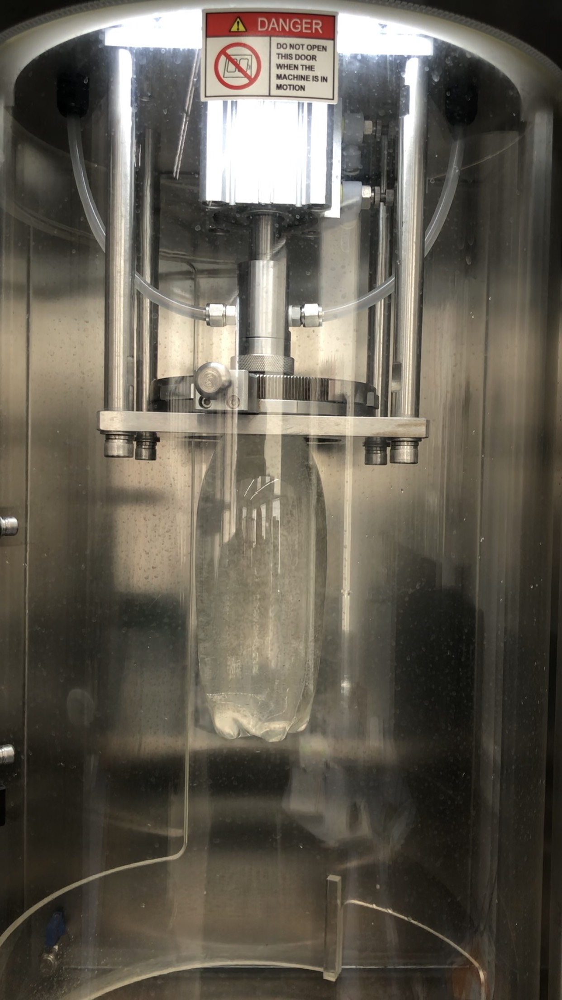 DANGER
DO NOT OPEN
THIS DOOR
WHEN THE
MACHINE IS IN
MOTION